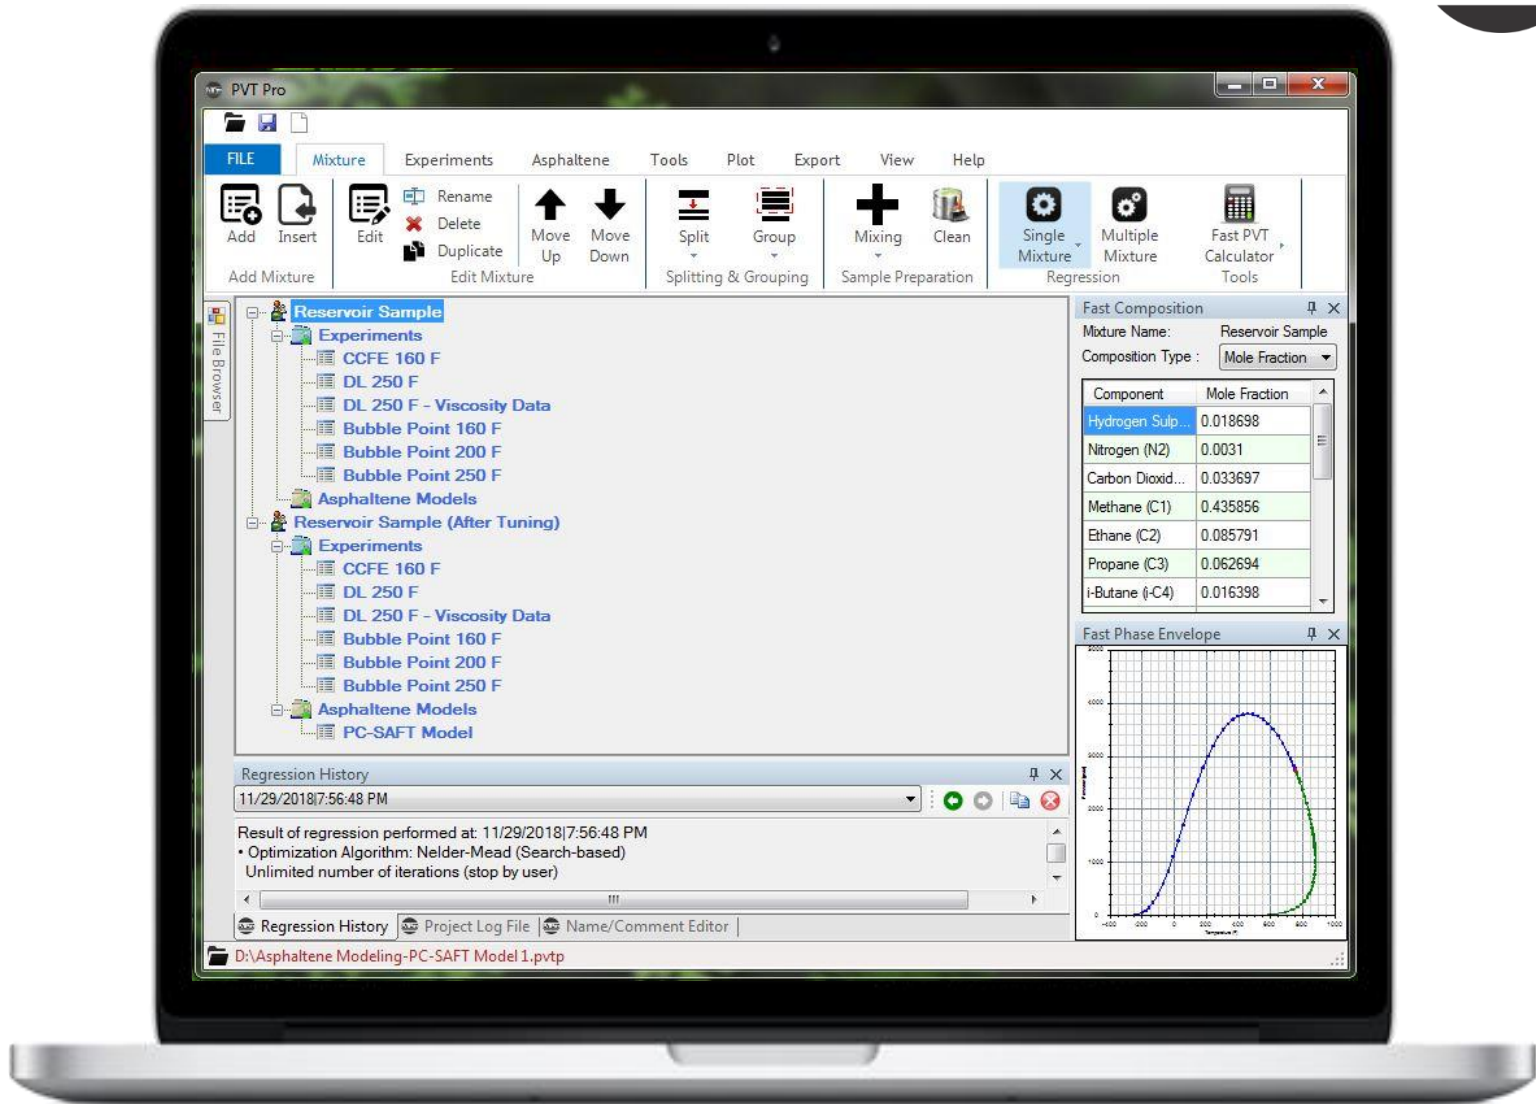 PVT Pro
FILE Mixture Experiments Asphaltene Tools Plot Export View Help
Add Insert Edit Rename Delete Duplicate Move Up Move Down Split Group Mixing Clean Single Mixture Multiple Mixture Fast PVT Calculator
Add Mixture Edit Mixture Splitting & Grouping Sample Preparation Regression Tools
File Browser
Reservoir Sample
Experiments
CCFE 160 F
DL 250 F
DL 250 F - Viscosity Data
Bubble Point 160 F
Bubble Point 200 F
Bubble Point 250 F
Asphaltene Models
Reservoir Sample (After Tuning)
Experiments
CCFE 160 F
DL 250 F
DL 250 F - Viscosity Data
Bubble Point 160 F
Bubble Point 200 F
Bubble Point 250 F
Asphaltene Models
PC-SAFT Model
Fast Composition
Mixture Name: Reservoir Sample
Composition Type : Mole Fraction
Component Mole Fraction
Hydrogen Sulp... 0.018698
Nitrogen (N2) 0.0031
Carbon Dioxid... 0.033697
Methane (C1) 0.435856
Ethane (C2) 0.085791
Propane (C3) 0.062694
i-Butane (i-C4) 0.016398
Fast Phase Envelope
Regression History
11/29/2018|7:56:48 PM
Result of regression performed at: 11/29/2018|7:56:48 PM
• Optimization Algorithm: Nelder-Mead (Search-based)
Unlimited number of iterations (stop by user)
Regression History Project Log File Name/Comment Editor
D:\Asphaltene Modeling-PC-SAFT Model 1.pvtp